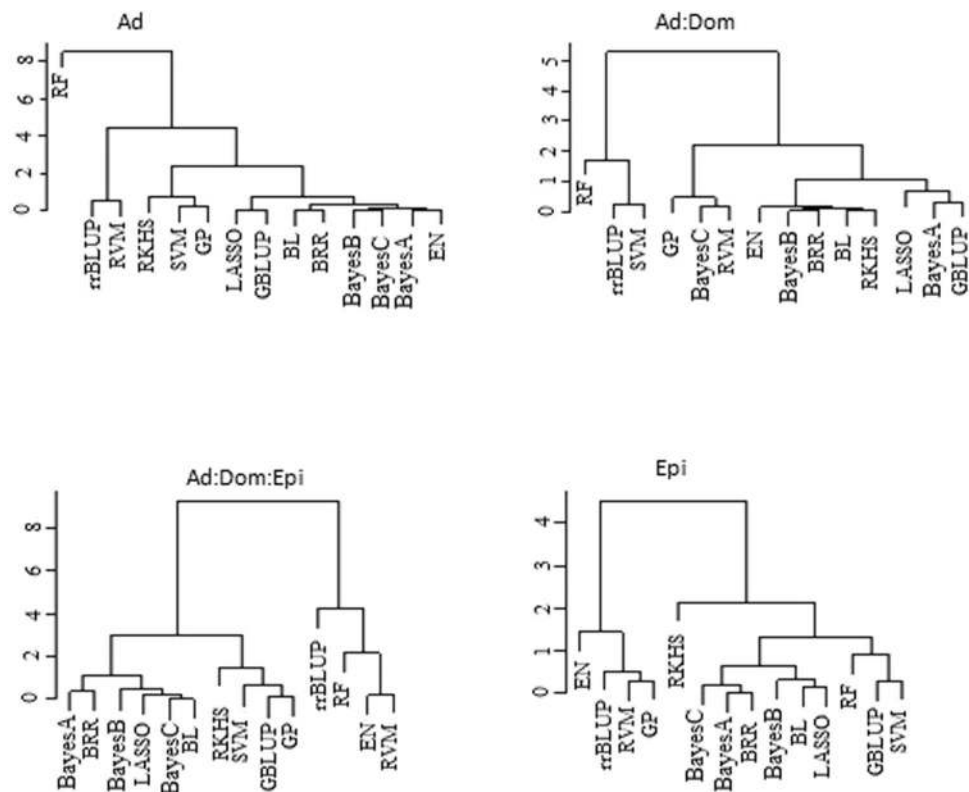 Ad
8
6
4
2
0
RF
rrBLUP
RVM
RKHS
SVM
GP
LASSO
GBLUP
BL
BRR
BayesB
BayesC
BayesA
EN
Ad:Dom
5
4
3
2
1
0
RF
rrBLUP
SVM
GP
BayesC
RVM
EN
BayesB
BRR
BL
RKHS
LASSO
BayesA
GBLUP
Ad:Dom:Epi
8
6
4
2
0
BayesA
BRR
BayesB
LASSO
BayesC
BL
RKHS
SVM
GBLUP
GP
rrBLUP
RF
EN
RVM
Epi
4
3
2
1
0
EN
rrBLUP
RVM
GP
RKHS
BayesC
BayesA
BRR
BayesB
BL
LASSO
RF
GBLUP
SVM